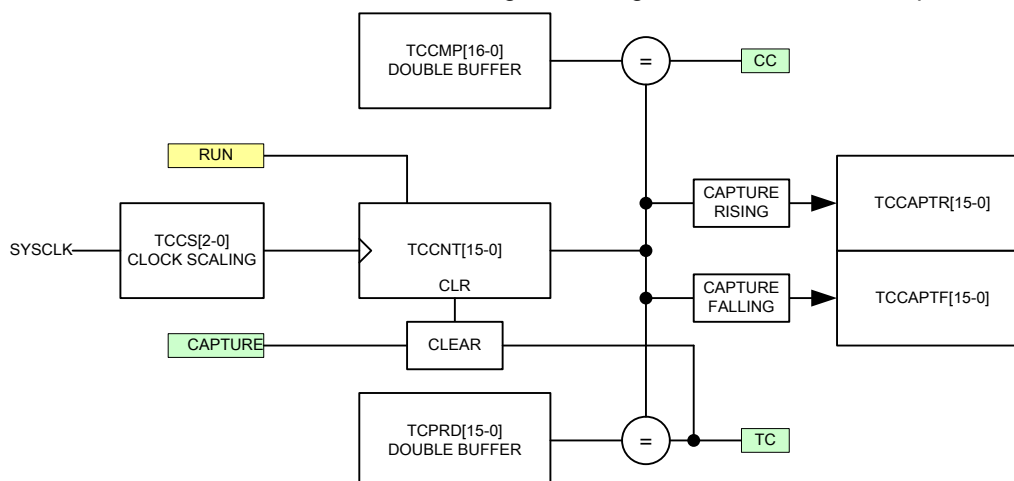 TCCMP[16-0]
DOUBLE BUFFER
=
CC
RUN
CAPTURE
RISING
TCCAPTR[15-0]
SYSCLK
TCCS[2-0]
CLOCK SCALING
TCCNT[15-0]
CLR
CAPTURE
FALLING
TCCAPTF[15-0]
CAPTURE
CLEAR
TCPRD[15-0]
DOUBLE BUFFER
=
TC